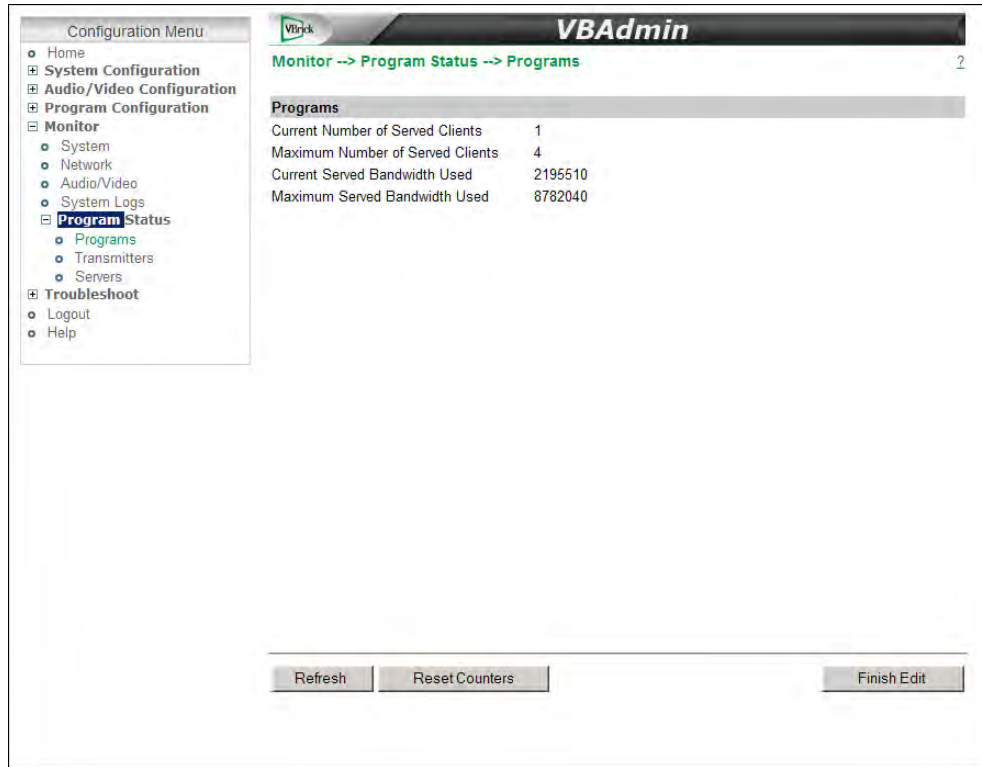 Configuration Menu
Home
System Configuration
Audio/Video Configuration
Program Configuration
Monitor
System
Network
Audio/Video
System Logs
Program Status
Programs
Transmitters
Servers
Troubleshoot
Logout
Help
VBrick
VBAdmin
Monitor --> Program Status --> Programs
?
Programs
Current Number of Served Clients 1
Maximum Number of Served Clients 4
Current Served Bandwidth Used 2195510
Maximum Served Bandwidth Used 8782040
Refresh
Reset Counters
Finish Edit